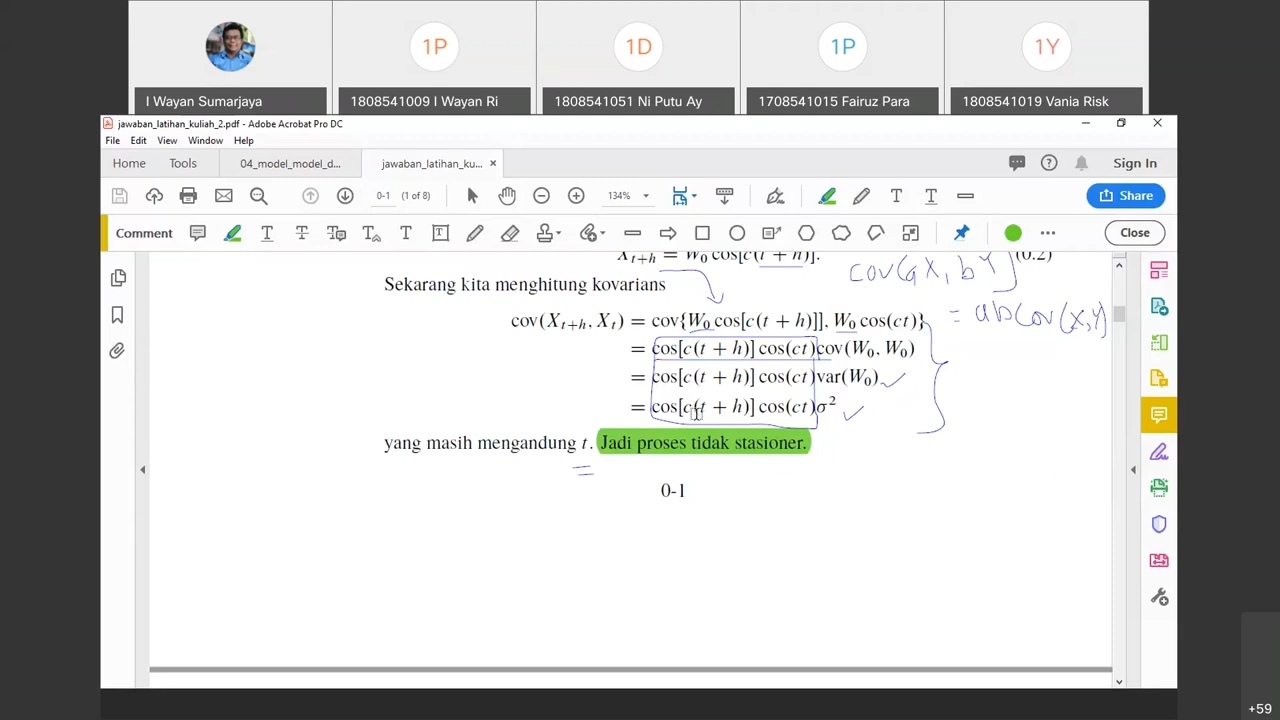 1P
1D
1P
1Y
I Wayan Sumarjaya
1808541009 I Wayan Ri
1808541051 Ni Putu Ay
1708541015 Fairuz Para
1808541019 Vania Risk
jawaban_latihan_kuliah_2.pdf - Adobe Acrobat Pro DC
File Edit View Window Help
Home Tools 04_model_model_d... jawaban_latihan_ku... × Sign In
0-1 (1 of 8) 134% Share
Comment Close
X_{t+h} = W_0 cos[c(t + h)]. (0.2)
cov(aX, bY)
Sekarang kita menghitung kovarians
= abCov(X,Y)
cov(X_{t+h}, X_t) = cov{W_0 cos[c(t + h)]], W_0 cos(ct)}
= cos[c(t + h)] cos(ct)cov(W_0, W_0)
= cos[c(t + h)] cos(ct)var(W_0)
= cos[c(t + h)] cos(ct)σ²
yang masih mengandung t. Jadi proses tidak stasioner.
0-1
+59